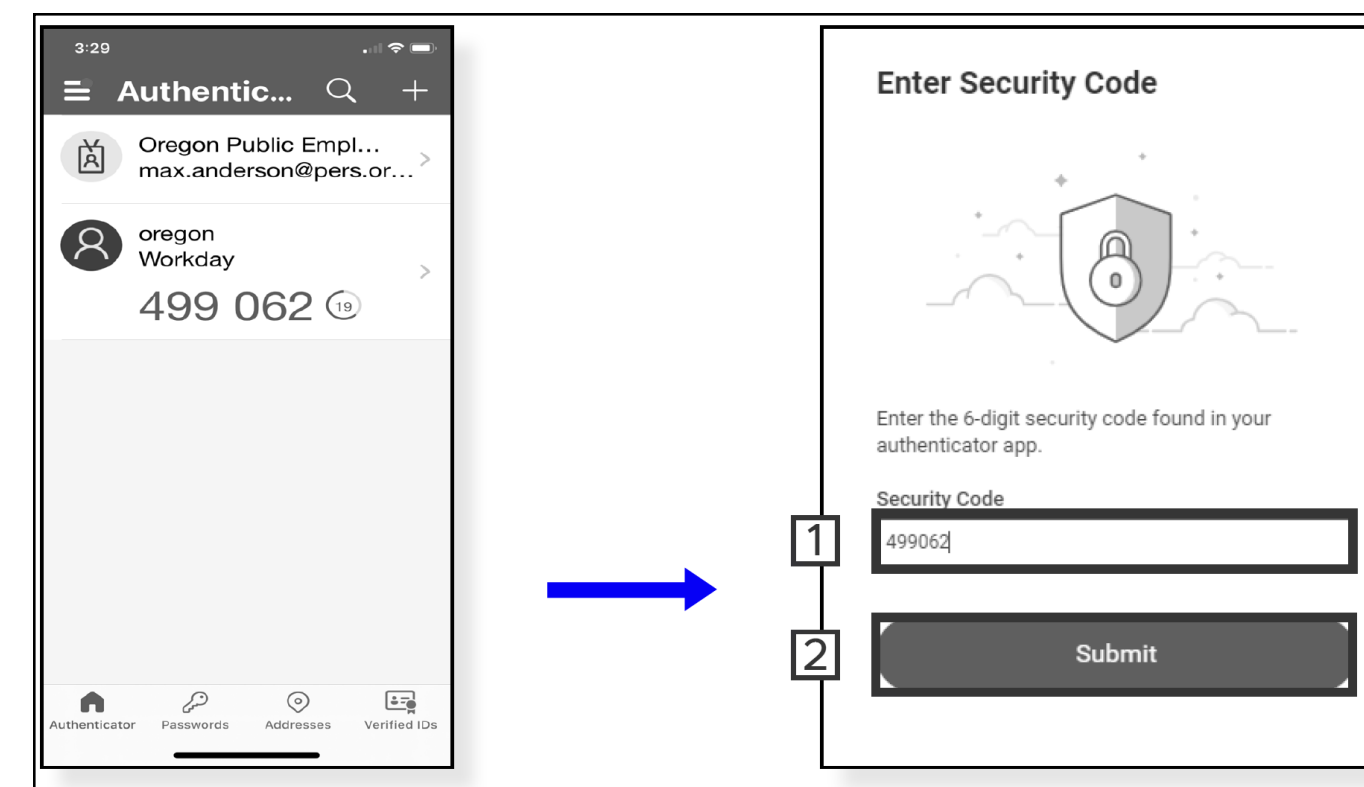 3:29
Authentic...
Oregon Public Empl...
max.anderson@pers.or...
oregon
Workday
499 062 19
Authenticator Passwords Addresses Verified IDs
Enter Security Code
Enter the 6-digit security code found in your
authenticator app.
Security Code
1 499062
2 Submit